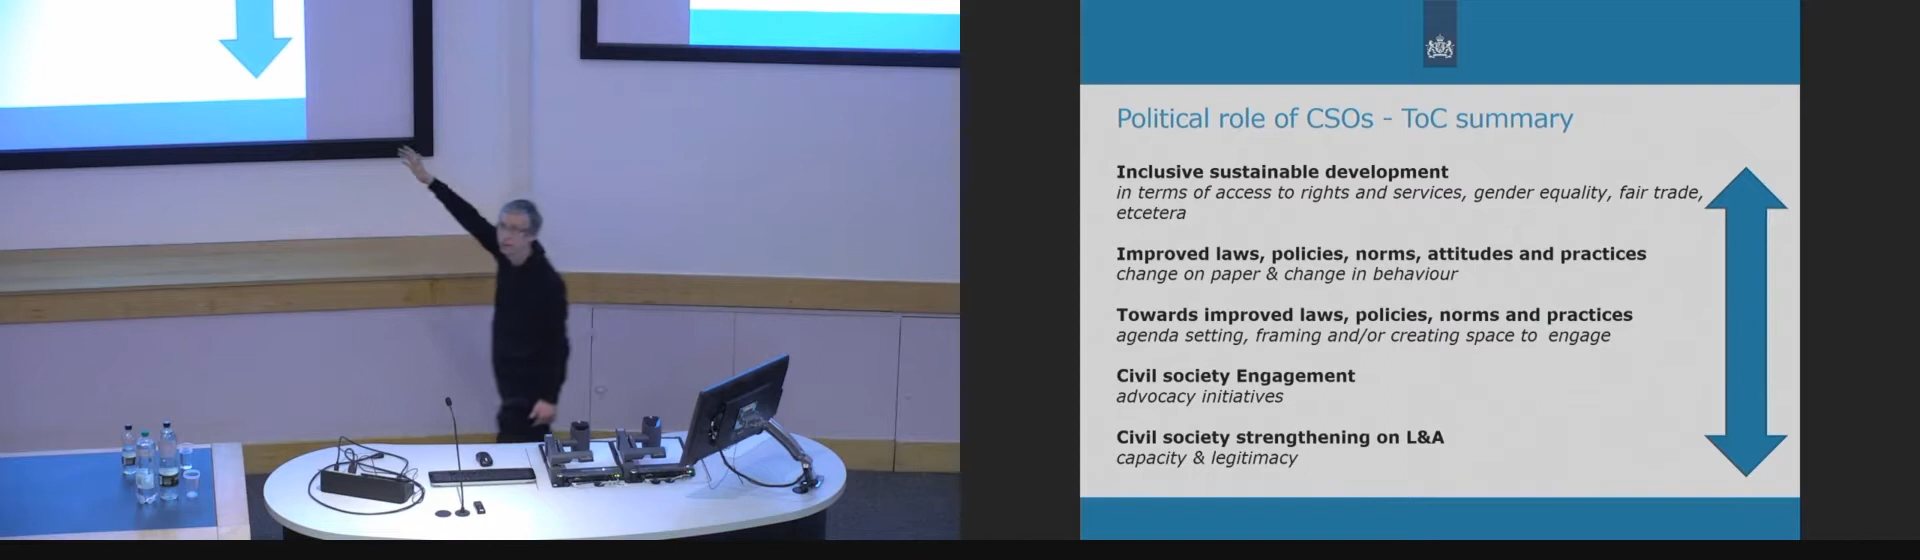 Political role of CSOs - ToC summary
Inclusive sustainable development
in terms of access to rights and services, gender equality, fair trade,
etcetera
Improved laws, policies, norms, attitudes and practices
change on paper & change in behaviour
Towards improved laws, policies, norms and practices
agenda setting, framing and/or creating space to engage
Civil society Engagement
advocacy initiatives
Civil society strengthening on L&A
capacity & legitimacy